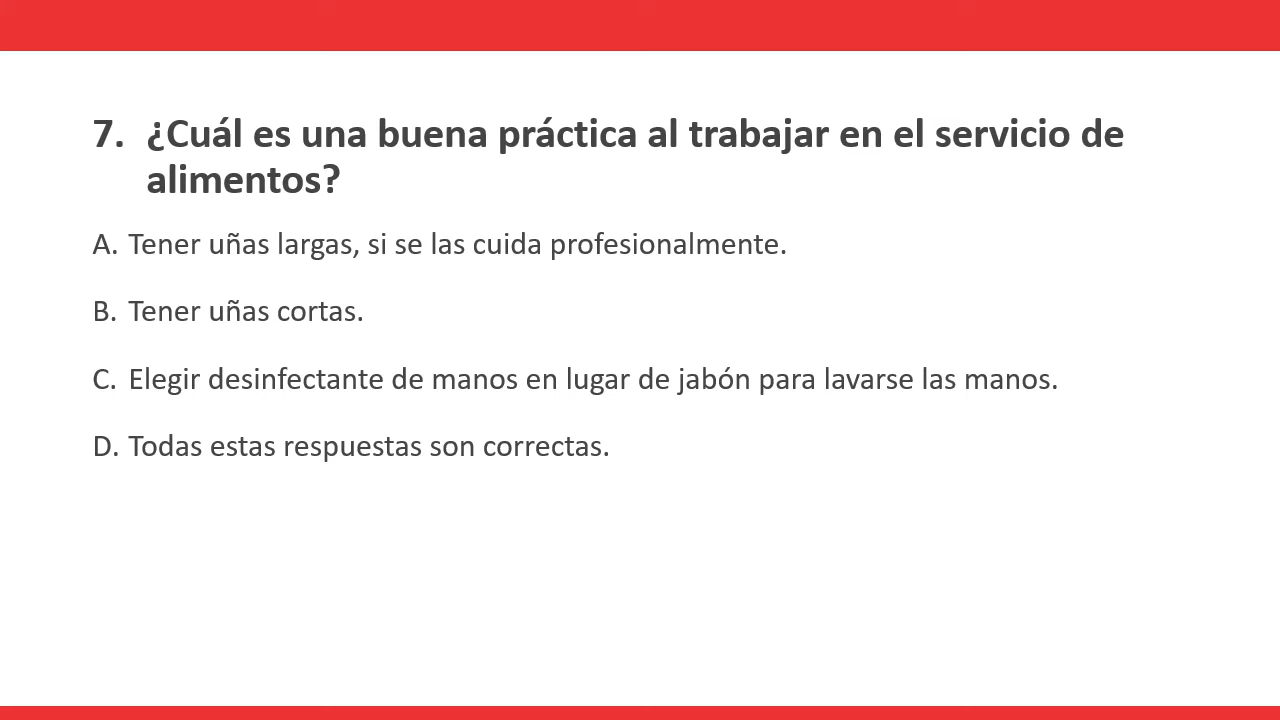 7. ¿Cuál es una buena práctica al trabajar en el servicio de
alimentos?
A. Tener uñas largas, si se las cuida profesionalmente.
B. Tener uñas cortas.
C. Elegir desinfectante de manos en lugar de jabón para lavarse las manos.
D. Todas estas respuestas son correctas.